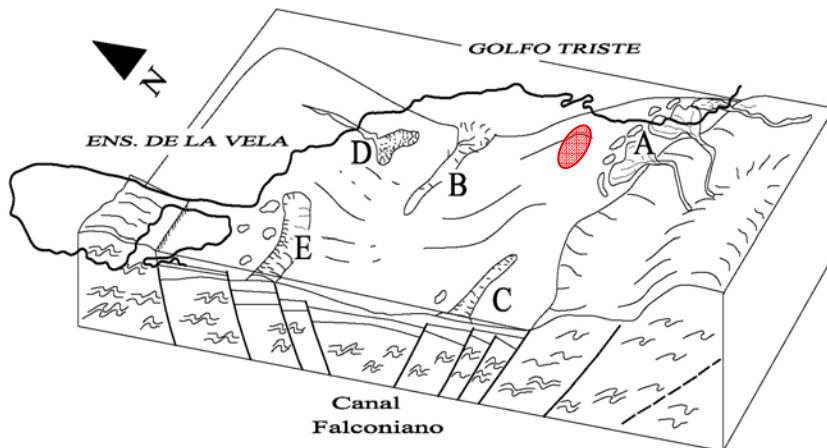 GOLFO TRISTE
N
ENS. DE LA VELA
A
D
B
E
C
Canal
Falconiano